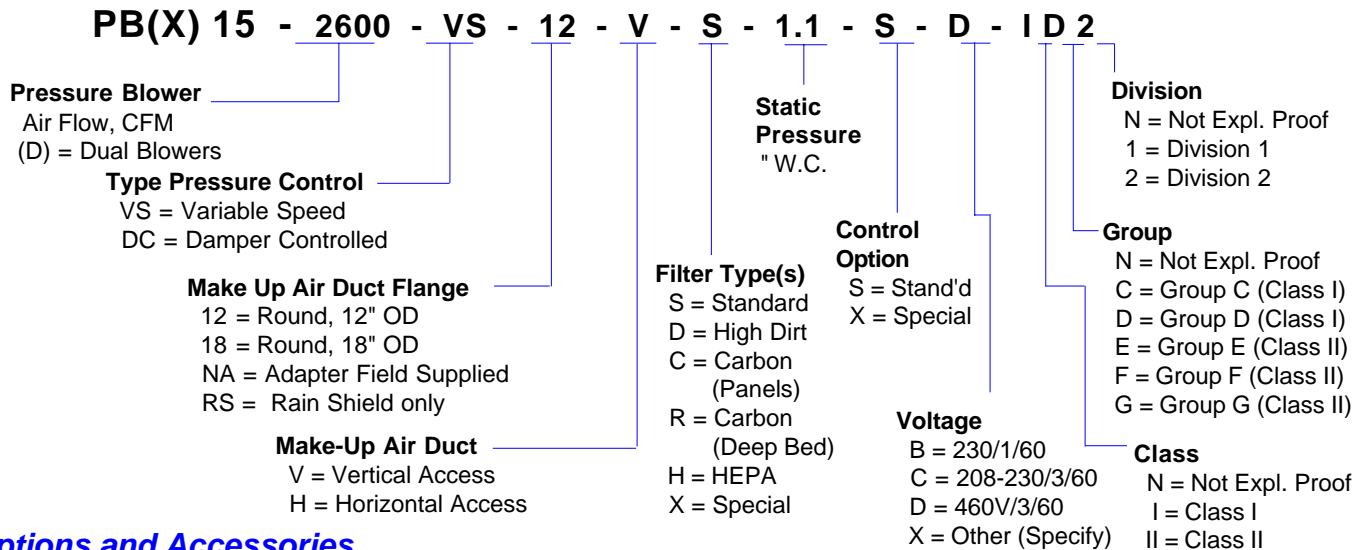 PB(X) 15 - 2600 - VS - 12 - V - S - 1.1 - S - D - I D 2
Pressure Blower
Air Flow, CFM
(D) = Dual Blowers
Type Pressure Control
VS = Variable Speed
DC = Damper Controlled
Make Up Air Duct Flange
12 = Round, 12" OD
18 = Round, 18" OD
NA = Adapter Field Supplied
RS = Rain Shield only
Make-Up Air Duct
V = Vertical Access
H = Horizontal Access
Filter Type(s)
S = Standard
D = High Dirt
C = Carbon
(Panels)
R = Carbon
(Deep Bed)
H = HEPA
X = Special
Static
Pressure
" W.C.
Control
Option
S = Stand'd
X = Special
Voltage
B = 230/1/60
C = 208-230/3/60
D = 460V/3/60
X = Other (Specify)
Division
N = Not Expl. Proof
1 = Division 1
2 = Division 2
Group
N = Not Expl. Proof
C = Group C (Class I)
D = Group D (Class I)
E = Group E (Class II)
F = Group F (Class II)
G = Group G (Class II)
Class
N = Not Expl. Proof
I = Class I
II = Class II
ptions and Accessories